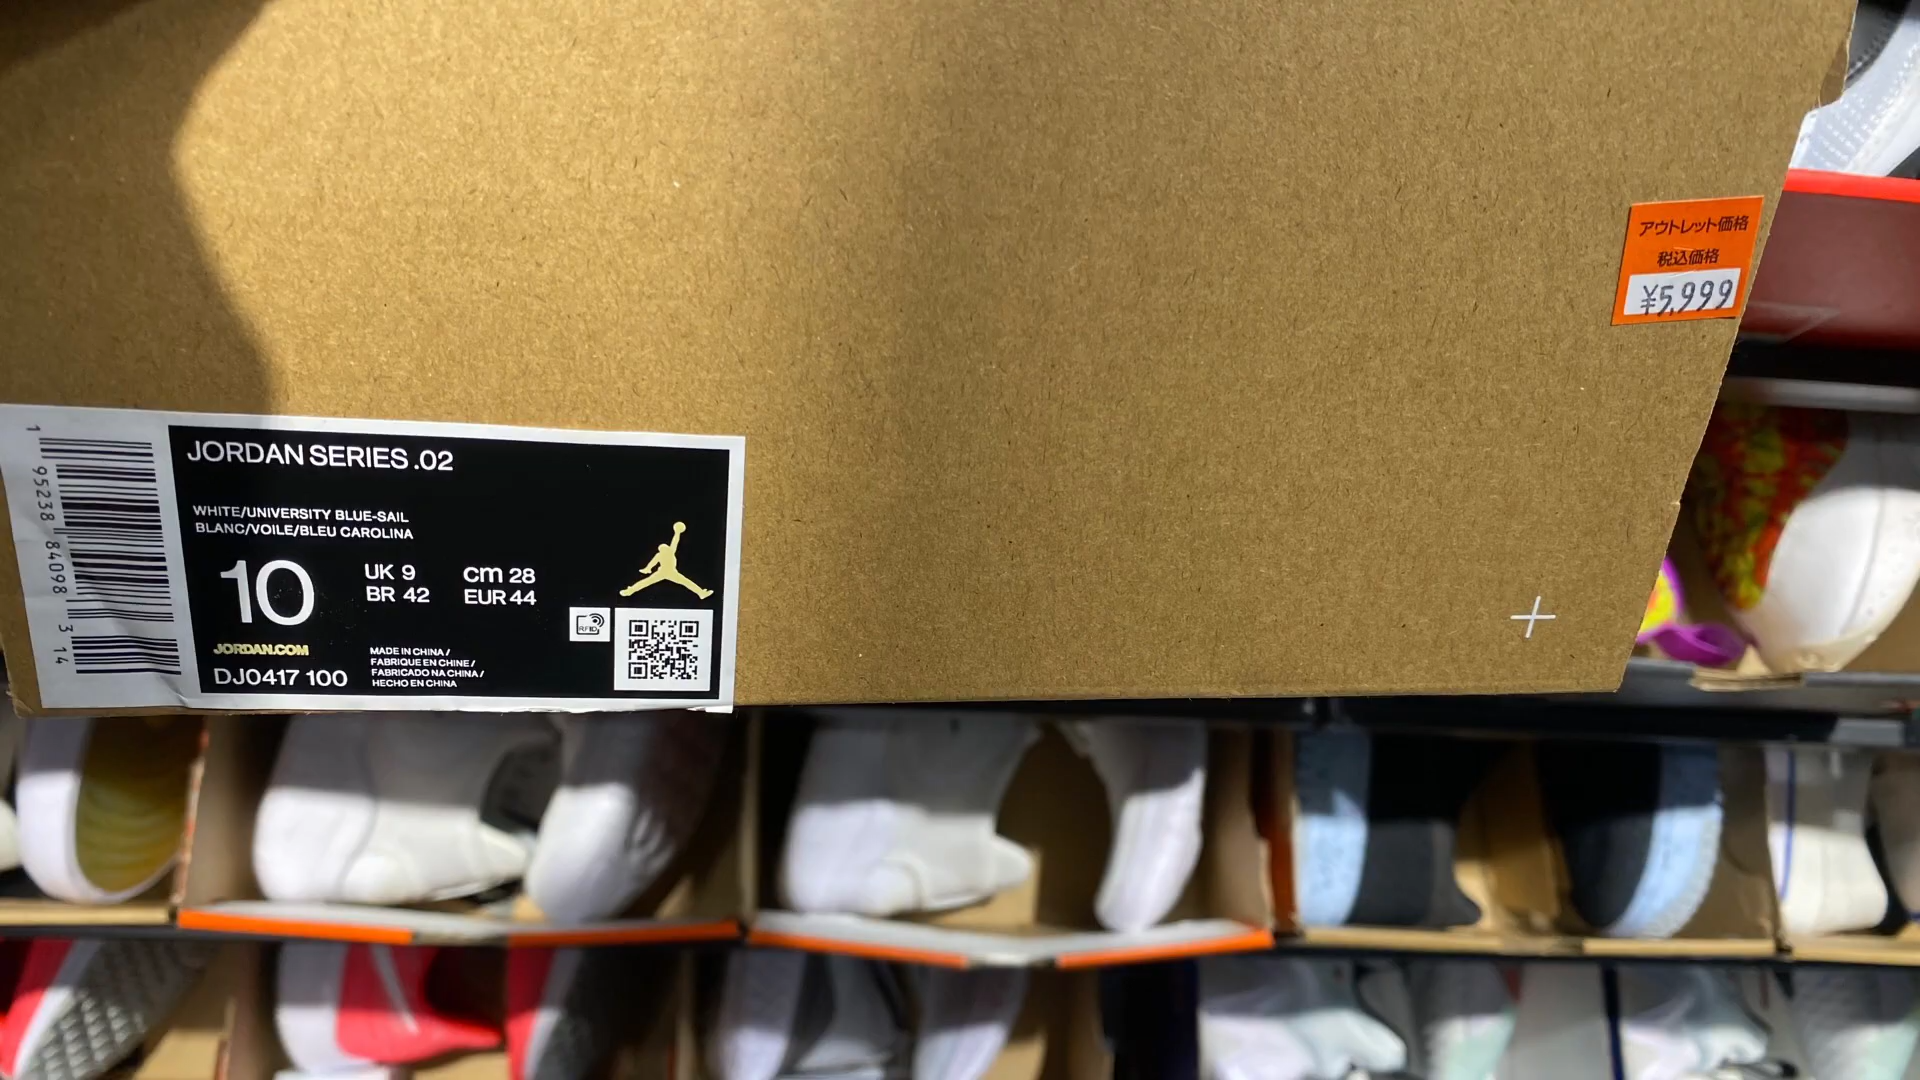 アウトレット価格
税込価格
¥5,999
JORDAN SERIES .02
WHITE/UNIVERSITY BLUE-SAIL
BLANC/VOILE/BLEU CAROLINA
10
UK 9
BR 42
cm 28
EUR 44
RFID
JORDAN.COM
DJ0417 100
MADE IN CHINA /
FABRIQUE EN CHINE /
FABRICADO NA CHINA /
HECHO EN CHINA
1 95238 84098 3 14